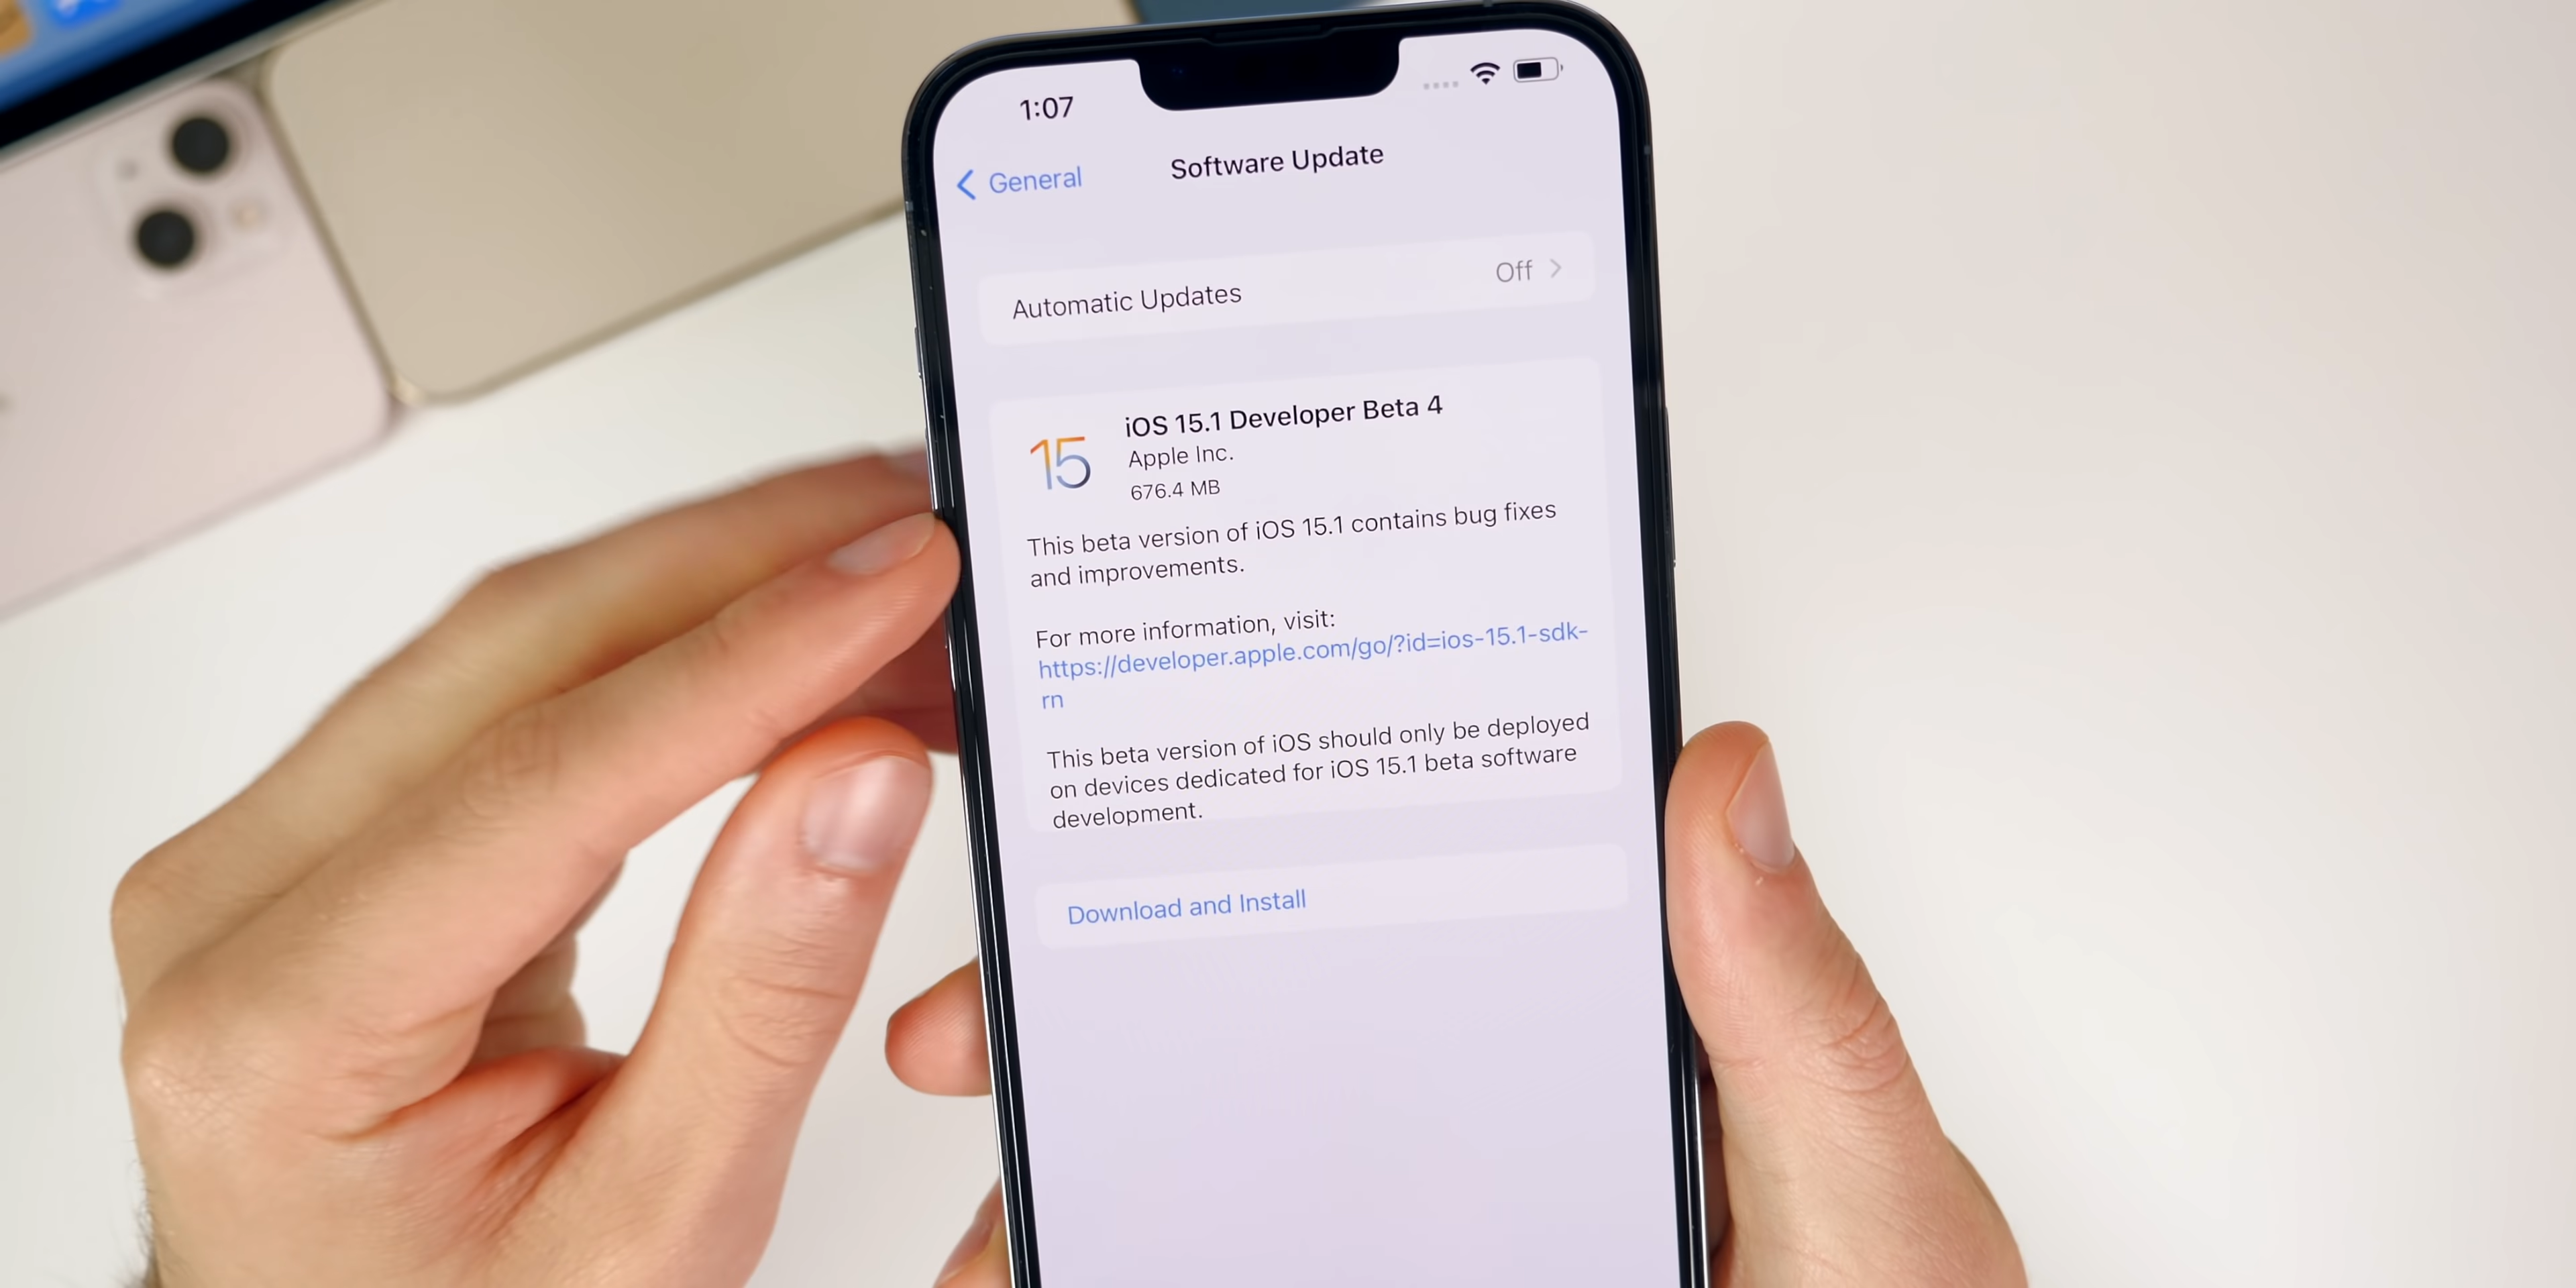 1:07
General
Software Update
Automatic Updates
Off
15
iOS 15.1 Developer Beta 4
Apple Inc.
676.4 MB
This beta version of iOS 15.1 contains bug fixes
and improvements.
For more information, visit:
https://developer.apple.com/go/?id=ios-15.1-sdk-
rn
This beta version of iOS should only be deployed
on devices dedicated for iOS 15.1 beta software
development.
Download and Install